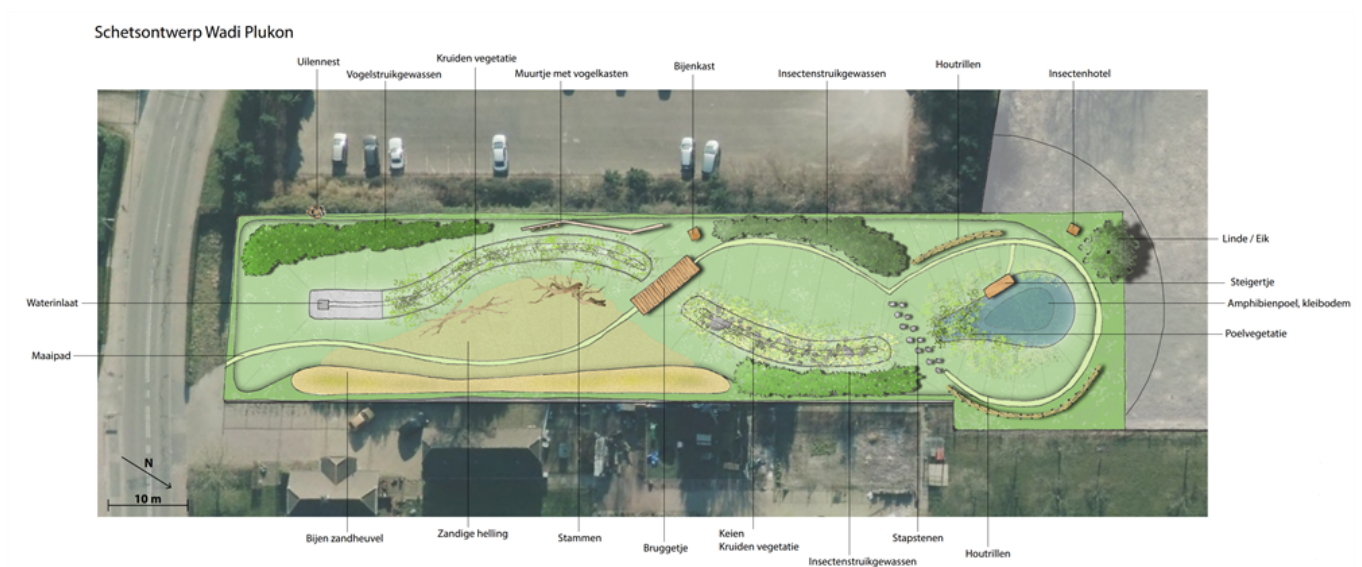 Schetsontwerp Wadi Plukon
Uilennest
Vogelstruikgewassen
Kruiden vegetatie
Muurtje met vogelkasten
Bijenkast
Insectenstruikgewassen
Houtrillen
Insectenhotel
Linde / Eik
Steigertje
Waterinlaat
Amphibienpoel, kleibodem
Poelvegetatie
Maaipad
N
10 m
Bijen zandheuvel
Zandige helling
Stammen
Bruggetje
Keien
Kruiden vegetatie
Insectenstruikgewassen
Stapstenen
Houtrillen